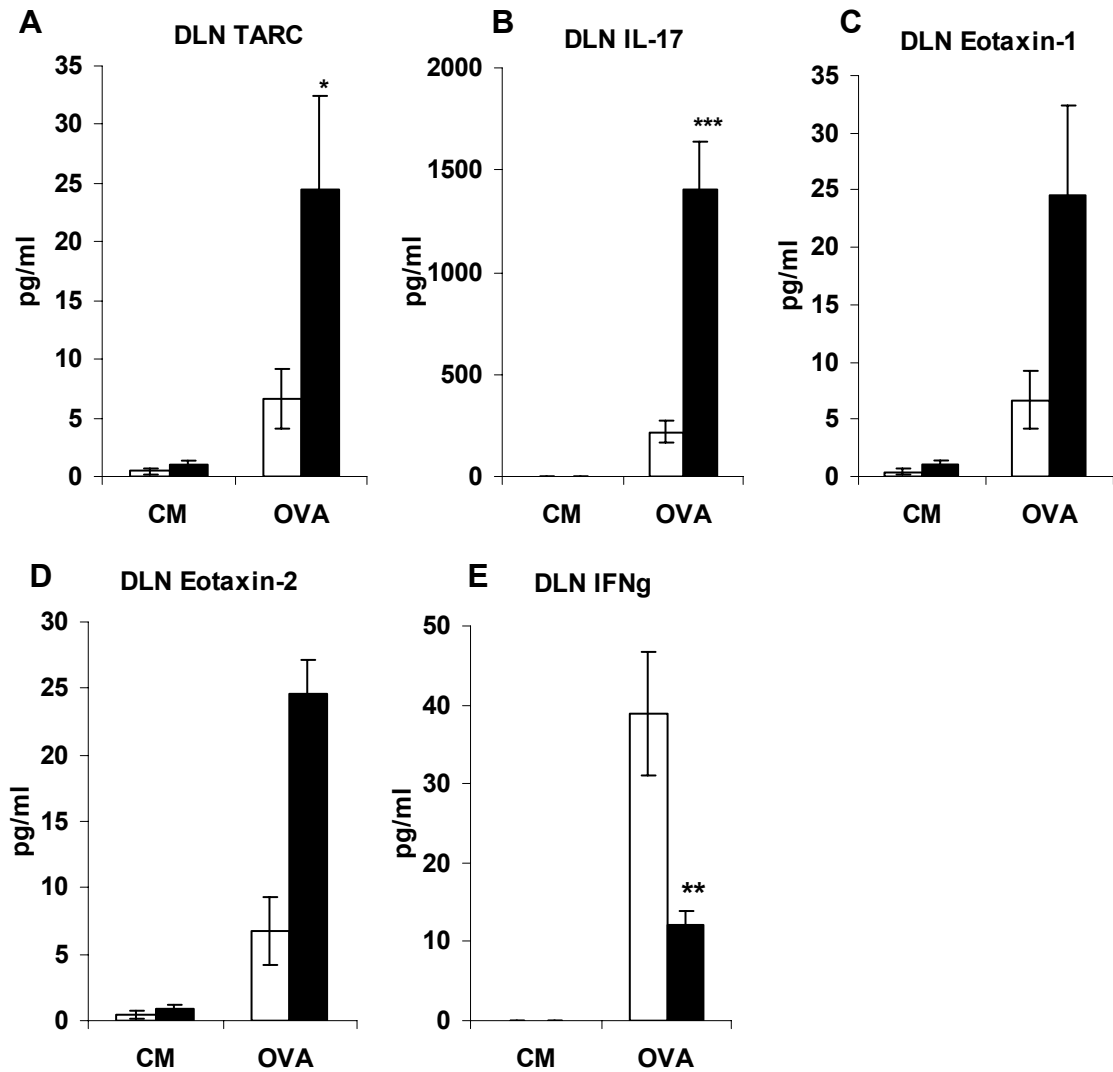 A
DLN TARC
35
30
25
20
15
10
5
0
pg/ml
*
CM OVA
B
DLN IL-17
2000
1500
1000
500
0
pg/ml
***
CM OVA
C
DLN Eotaxin-1
35
30
25
20
15
10
5
0
pg/ml
CM OVA
D
DLN Eotaxin-2
30
25
20
15
10
5
0
pg/ml
CM OVA
E
DLN IFNg
50
40
30
20
10
0
pg/ml
**
CM OVA